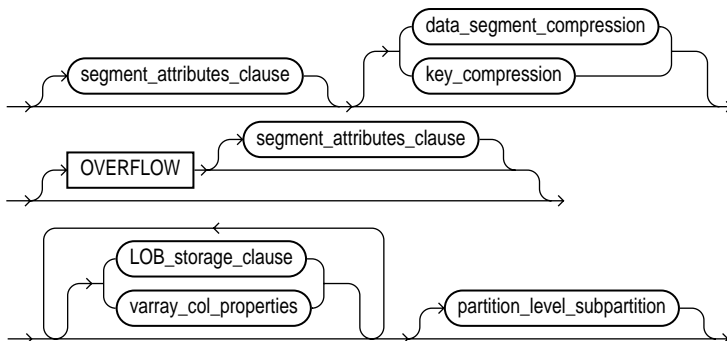 data_segment_compression
segment_attributes_clause
key_compression
segment_attributes_clause
OVERFLOW
LOB_storage_clause
varray_col_properties
partition_level_subpartition